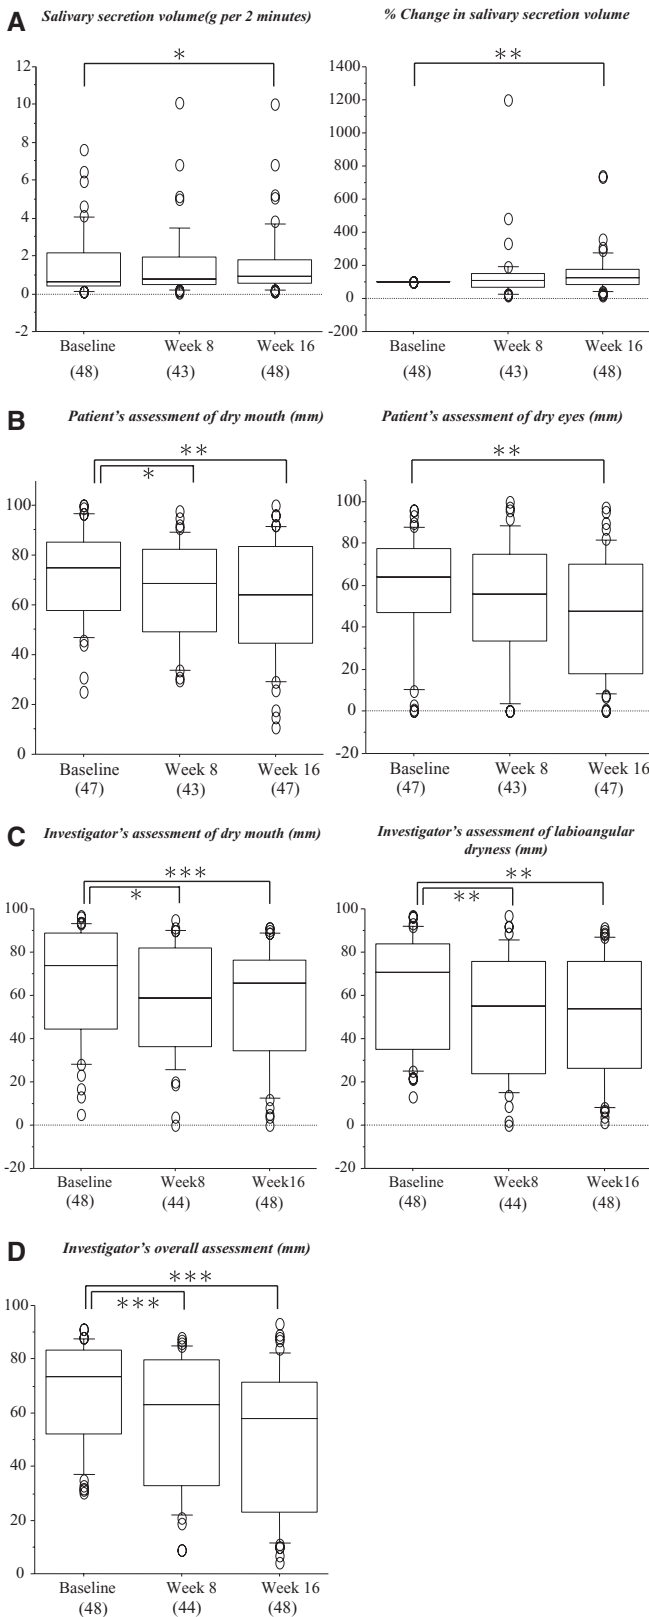 A
Salivary secretion volume(g per 2 minutes)
*
12
10
8
6
4
2
0
-2
Baseline Week 8 Week 16
(48) (43) (48)
% Change in salivary secretion volume
**
1400
1200
1000
800
600
400
200
0
-200
Baseline Week 8 Week 16
(48) (43) (48)
B
Patient's assessment of dry mouth (mm)
**
*
100
80
60
40
20
0
Baseline Week 8 Week 16
(47) (43) (47)
Patient's assessment of dry eyes (mm)
**
100
80
60
40
20
0
-20
Baseline Week 8 Week 16
(47) (43) (47)
C
Investigator's assessment of dry mouth (mm)
***
*
100
80
60
40
20
0
-20
Baseline Week8 Week16
(48) (44) (48)
Investigator's assessment of labioangular
dryness (mm)
**
**
100
80
60
40
20
0
-20
Baseline Week8 Week16
(48) (44) (48)
D
Investigator's overall assessment (mm)
***
***
100
80
60
40
20
0
Baseline Week 8 Week 16
(48) (44) (48)